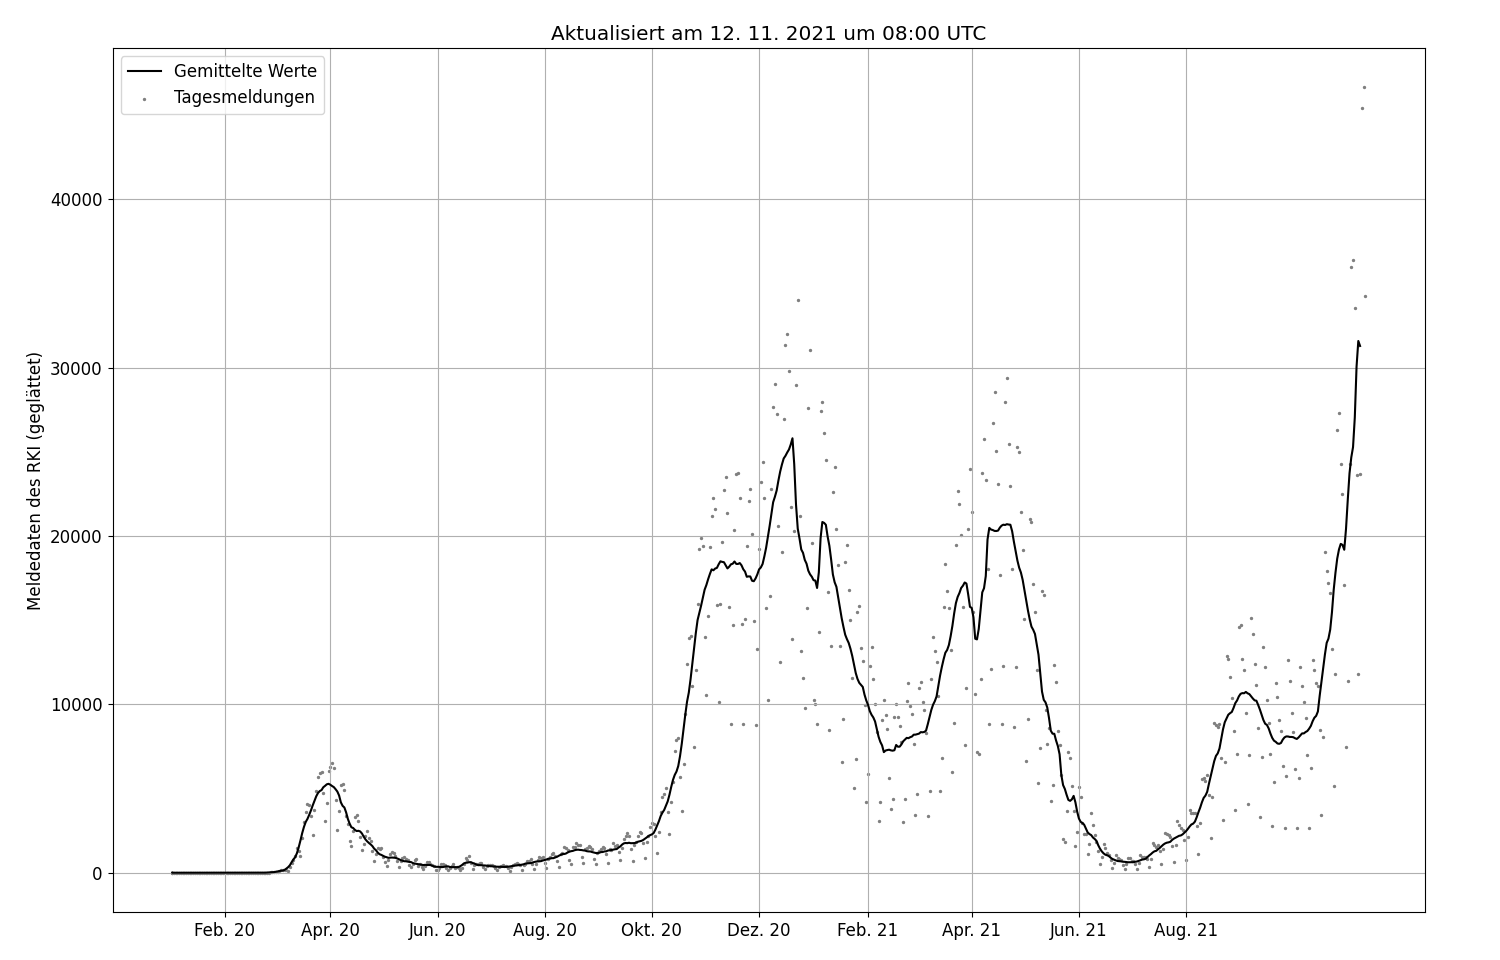 Aktualisiert am 12. 11. 2021 um 08:00 UTC
Gemittelte Werte
Tagesmeldungen
Meldedaten des RKI (geglättet)
40000
30000
20000
10000
0
Feb. 20 Apr. 20 Jun. 20 Aug. 20 Okt. 20 Dez. 20 Feb. 21 Apr. 21 Jun. 21 Aug. 21